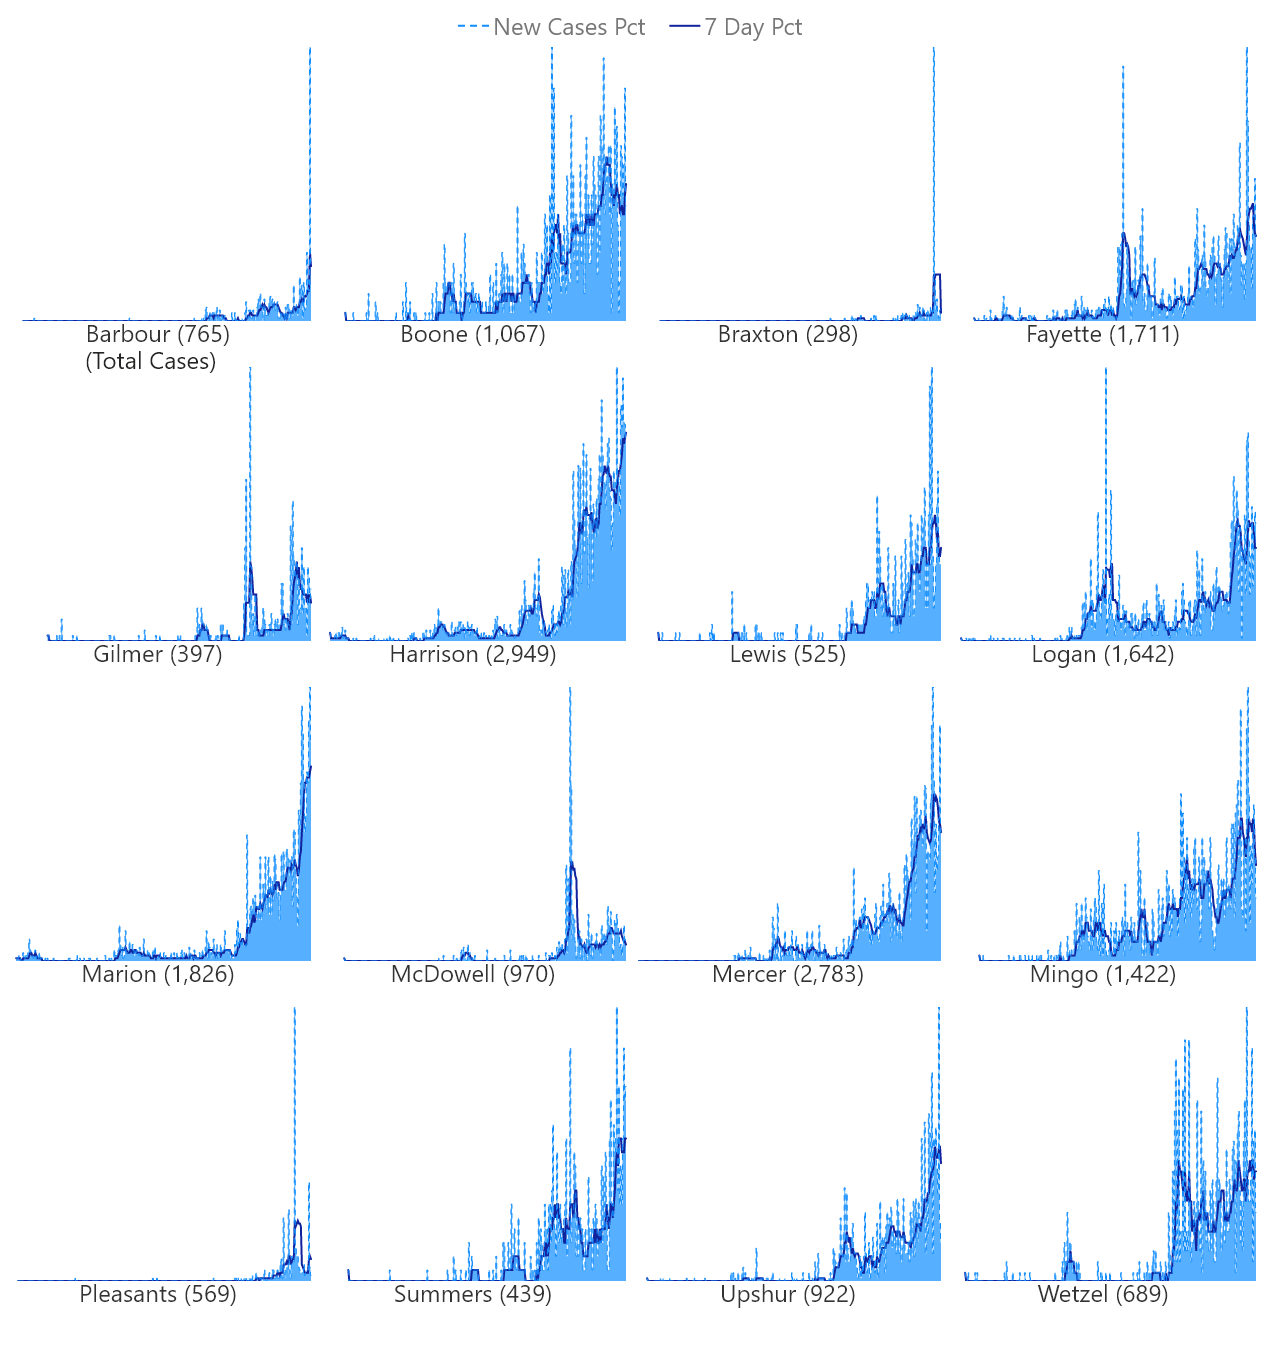 New Cases Pct 7 Day Pct
Barbour (765) Boone (1,067) Braxton (298) Fayette (1,711)
(Total Cases)
Gilmer (397) Harrison (2,949) Lewis (525) Logan (1,642)
Marion (1,826) McDowell (970) Mercer (2,783) Mingo (1,422)
Pleasants (569) Summers (439) Upshur (922) Wetzel (689)